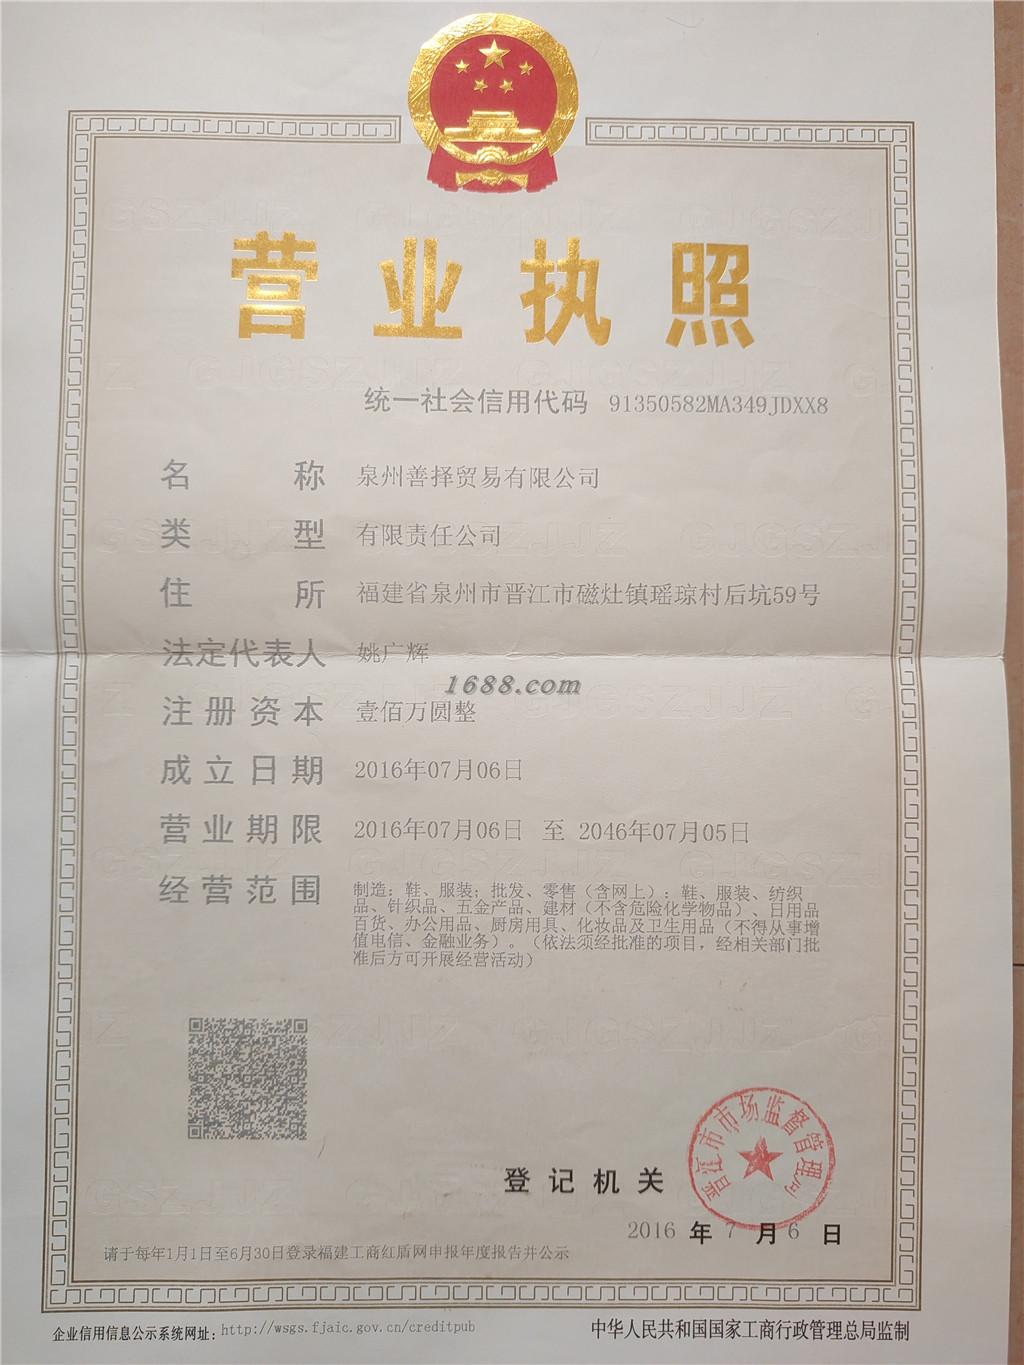 营业执照
统一社会信用代码 91350582MA349JDXX8
名称 泉州善择贸易有限公司
类型 有限责任公司
住所 福建省泉州市晋江市磁灶镇瑶琼村后坑59号
法定代表人 姚广辉
1688.com
注册资本 壹佰万圆整
成立日期 2016年07月06日
营业期限 2016年07月06日 至 2046年07月05日
经营范围 制造：鞋、服装；批发、零售（含网上）：鞋、服装、纺织
品、针织品、五金产品、建材（不含危险化学物品）、日用品
百货、办公用品、厨房用具、化妆品及卫生用品（不得从事增
值电信、金融业务）。（依法须经批准的项目，经相关部门批
准后方可开展经营活动）
晋江市市场监督管理局
登记机关
2016 年 7 月 6 日
请于每年1月1日至6月30日登录福建工商红盾网申报年度报告并公示
企业信用信息公示系统网址：http://wsgs.fjaic.gov.cn/creditpub
中华人民共和国国家工商行政管理总局监制